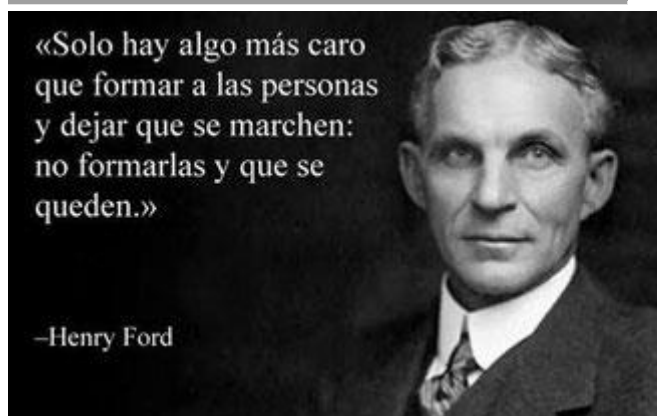 «Solo hay algo más caro
que formar a las personas
y dejar que se marchen:
no formarlas y que se
queden.»
–Henry Ford